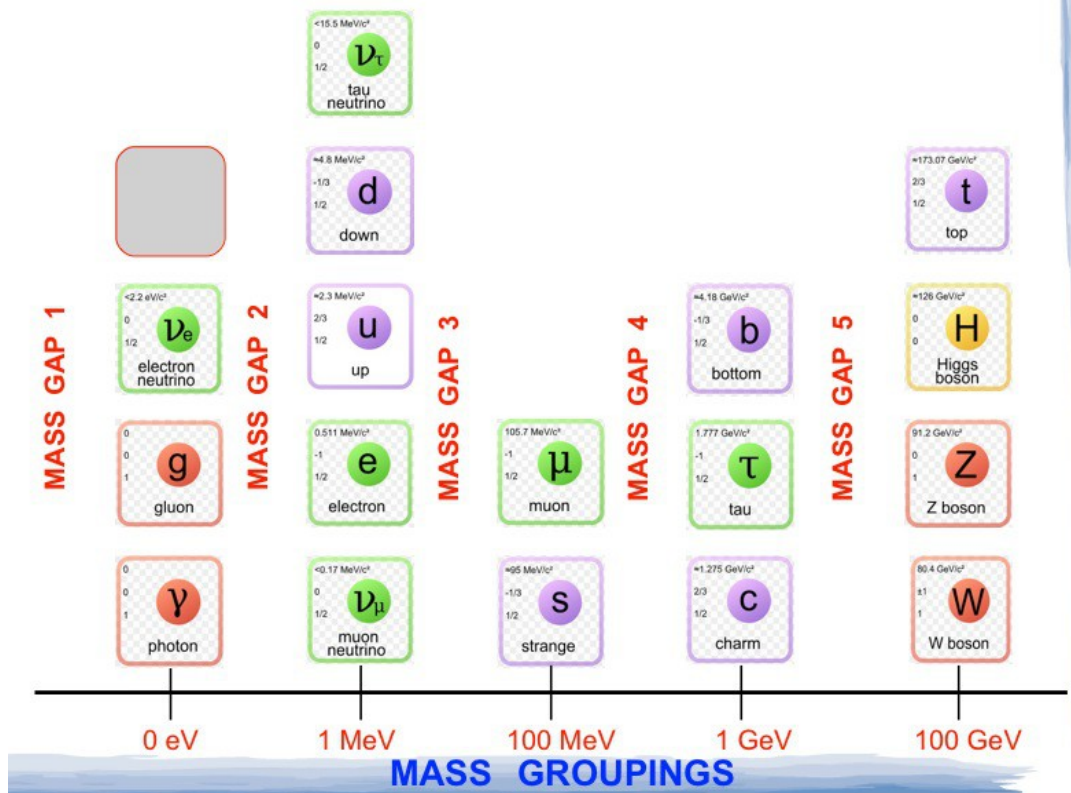 <15.5 MeV/c²
0
1/2
ντ
tau
neutrino
≈4.8 MeV/c²
-1/3
1/2
d
down
≈173.07 GeV/c²
2/3
1/2
t
top
MASS GAP 1
<2.2 eV/c²
0
1/2
νe
electron
neutrino
MASS GAP 2
≈2.3 MeV/c²
2/3
1/2
u
up
MASS GAP 3
MASS GAP 4
≈4.18 GeV/c²
-1/3
1/2
b
bottom
MASS GAP 5
≈126 GeV/c²
0
0
H
Higgs
boson
0
0
1
g
gluon
0.511 MeV/c²
-1
1/2
e
electron
105.7 MeV/c²
-1
1/2
μ
muon
1.777 GeV/c²
-1
1/2
τ
tau
91.2 GeV/c²
0
1
Z
Z boson
0
0
1
γ
photon
<0.17 MeV/c²
0
1/2
νμ
muon
neutrino
≈95 MeV/c²
-1/3
1/2
s
strange
≈1.275 GeV/c²
2/3
1/2
c
charm
80.4 GeV/c²
±1
1
W
W boson
0 eV
1 MeV
100 MeV
1 GeV
100 GeV
MASS GROUPINGS